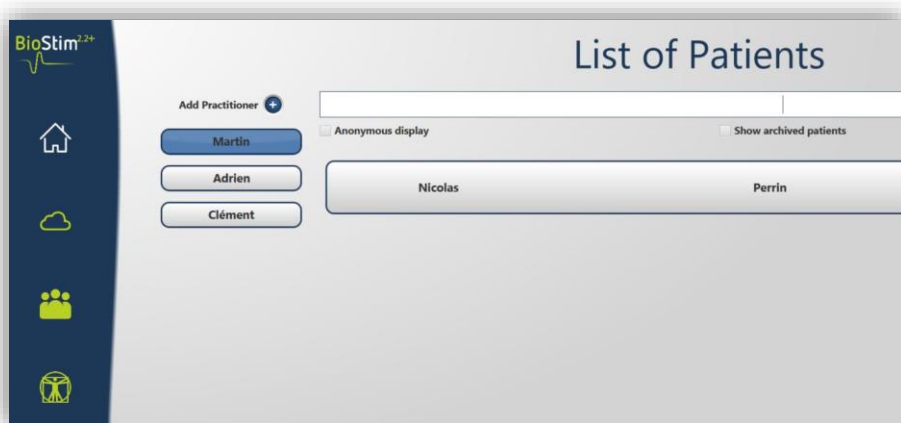 BioStim2.2+
List of Patients
Add Practitioner
Anonymous display Show archived patients
Martin
Adrien
Nicolas Perrin
Clément